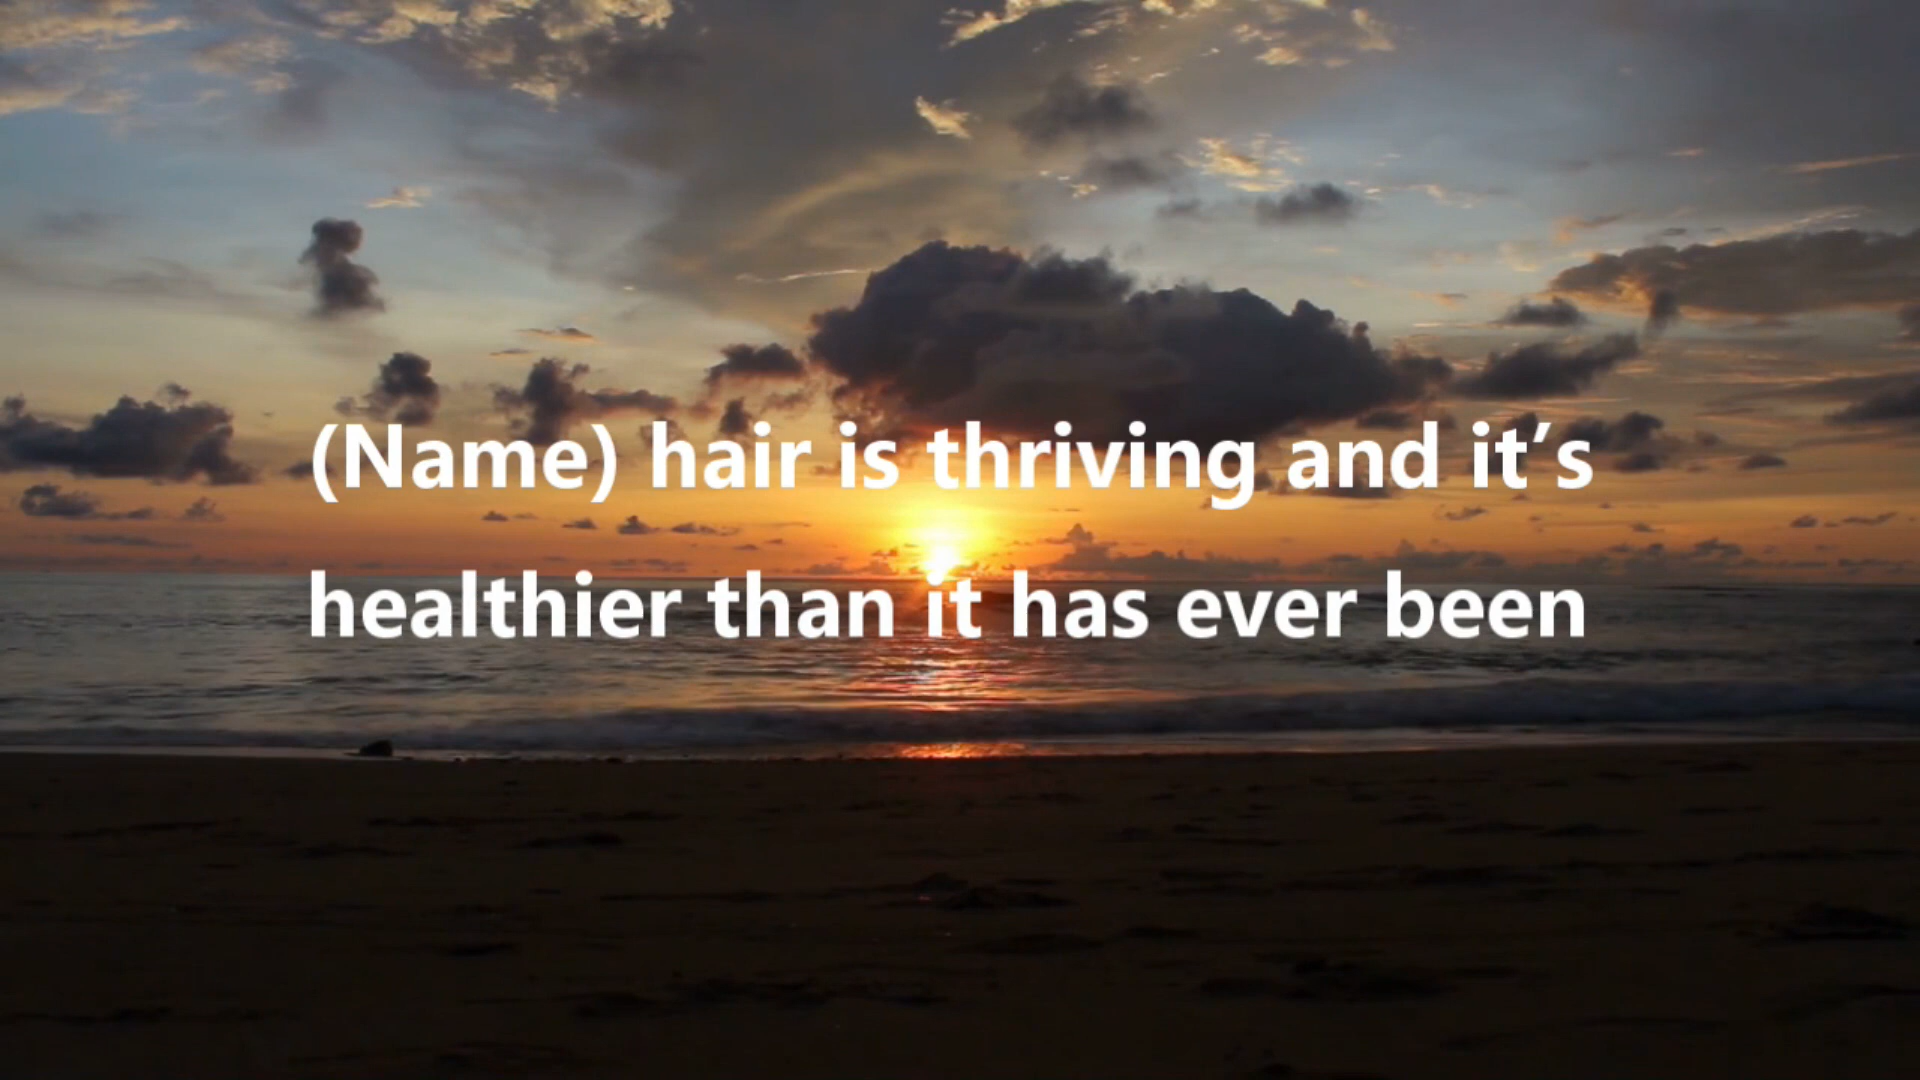 (Name) hair is thriving and it’s
healthier than it has ever been